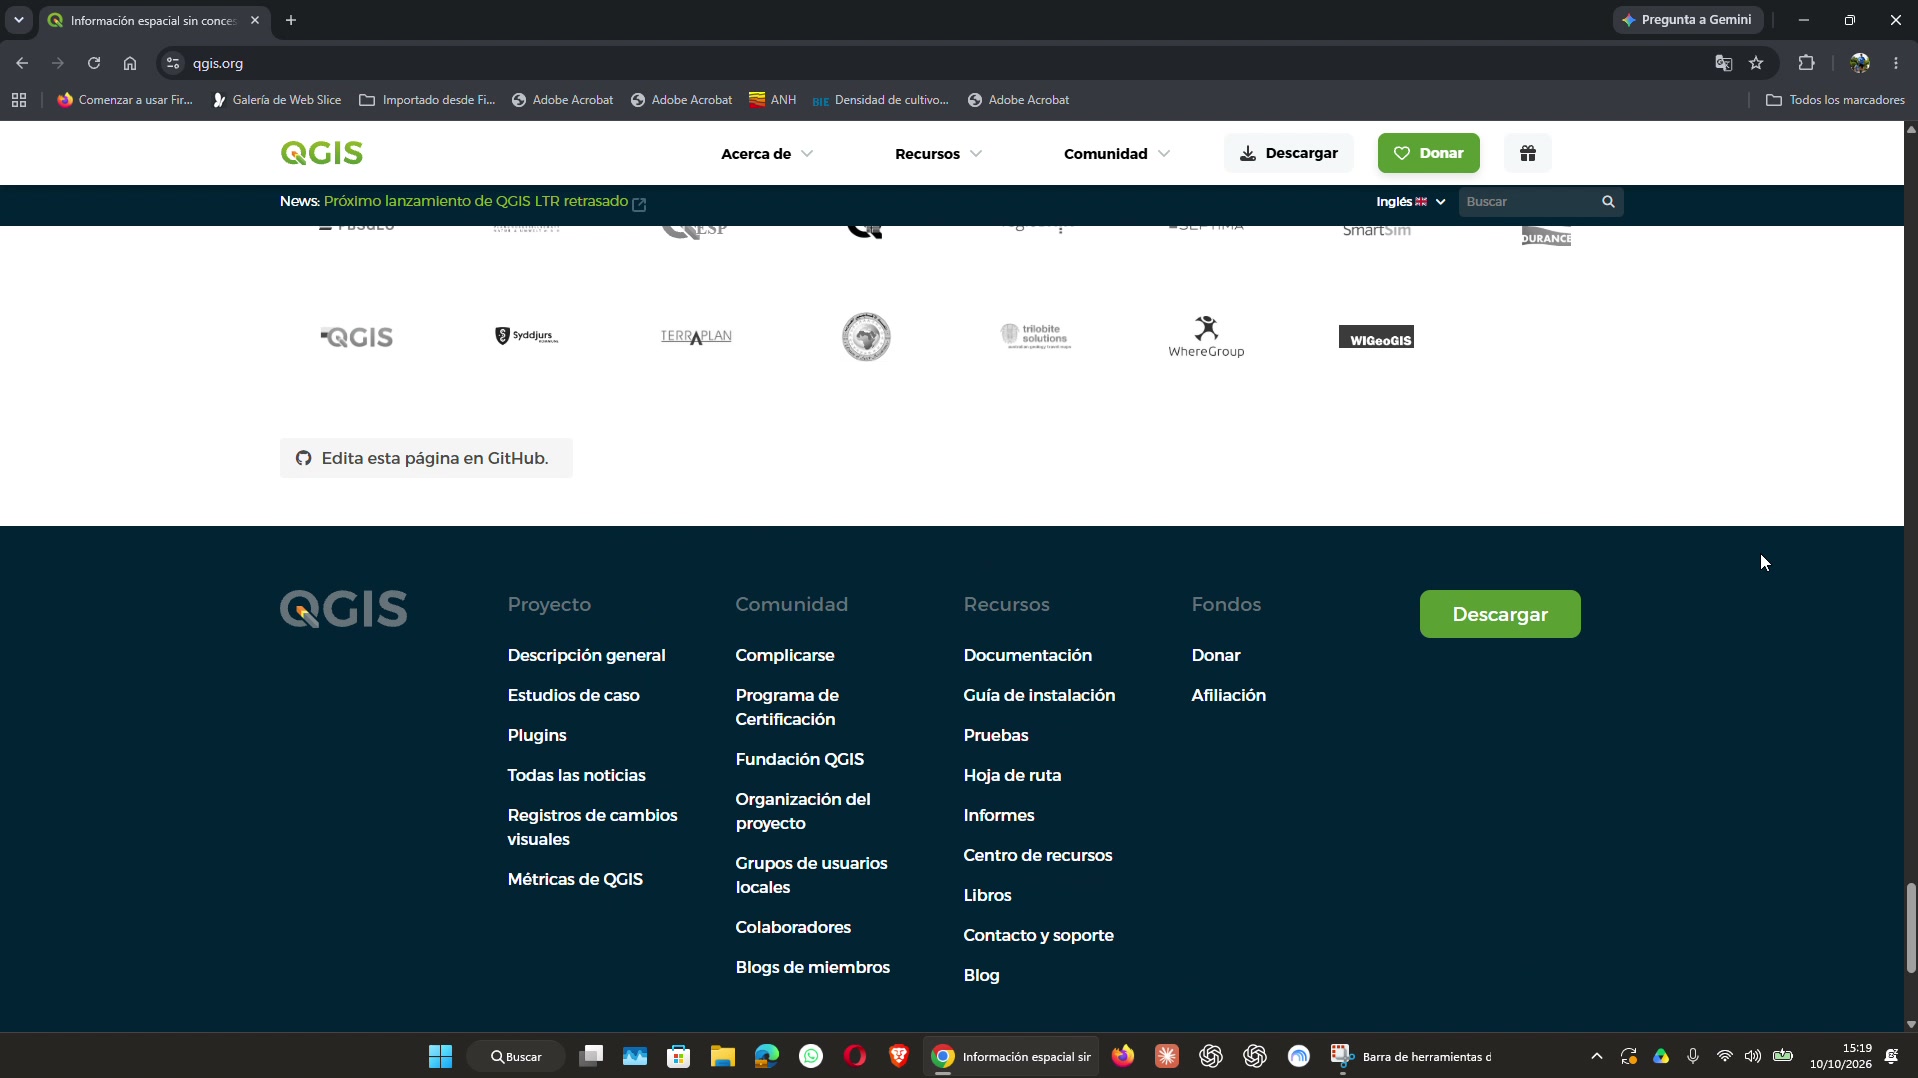 Información espacial sin conces
Pregunta a Gemini
qgis.org
Comenzar a usar Fir...
Galería de Web Slice
Importado desde Fi...
Adobe Acrobat
Adobe Acrobat
ANH
BIE Densidad de cultivo...
Adobe Acrobat
Todos los marcadores
QGIS
Acerca de
Recursos
Comunidad
Descargar
Donar
News: Próximo lanzamiento de QGIS LTR retrasado
Inglés
Buscar
SmartSim
DURANCE
QGIS
Syddjurs
TERRAPLAN
trilobite
solutions
WhereGroup
WIGeoGIS
Edita esta página en GitHub.
QGIS
Proyecto
Descripción general
Estudios de caso
Plugins
Todas las noticias
Registros de cambios
visuales
Métricas de QGIS
Comunidad
Complicarse
Programa de
Certificación
Fundación QGIS
Organización del
proyecto
Grupos de usuarios
locales
Colaboradores
Blogs de miembros
Recursos
Documentación
Guía de instalación
Pruebas
Hoja de ruta
Informes
Centro de recursos
Libros
Contacto y soporte
Blog
Fondos
Donar
Afiliación
Descargar
Buscar
Información espacial sir
Barra de herramientas d
15:19
10/10/2026